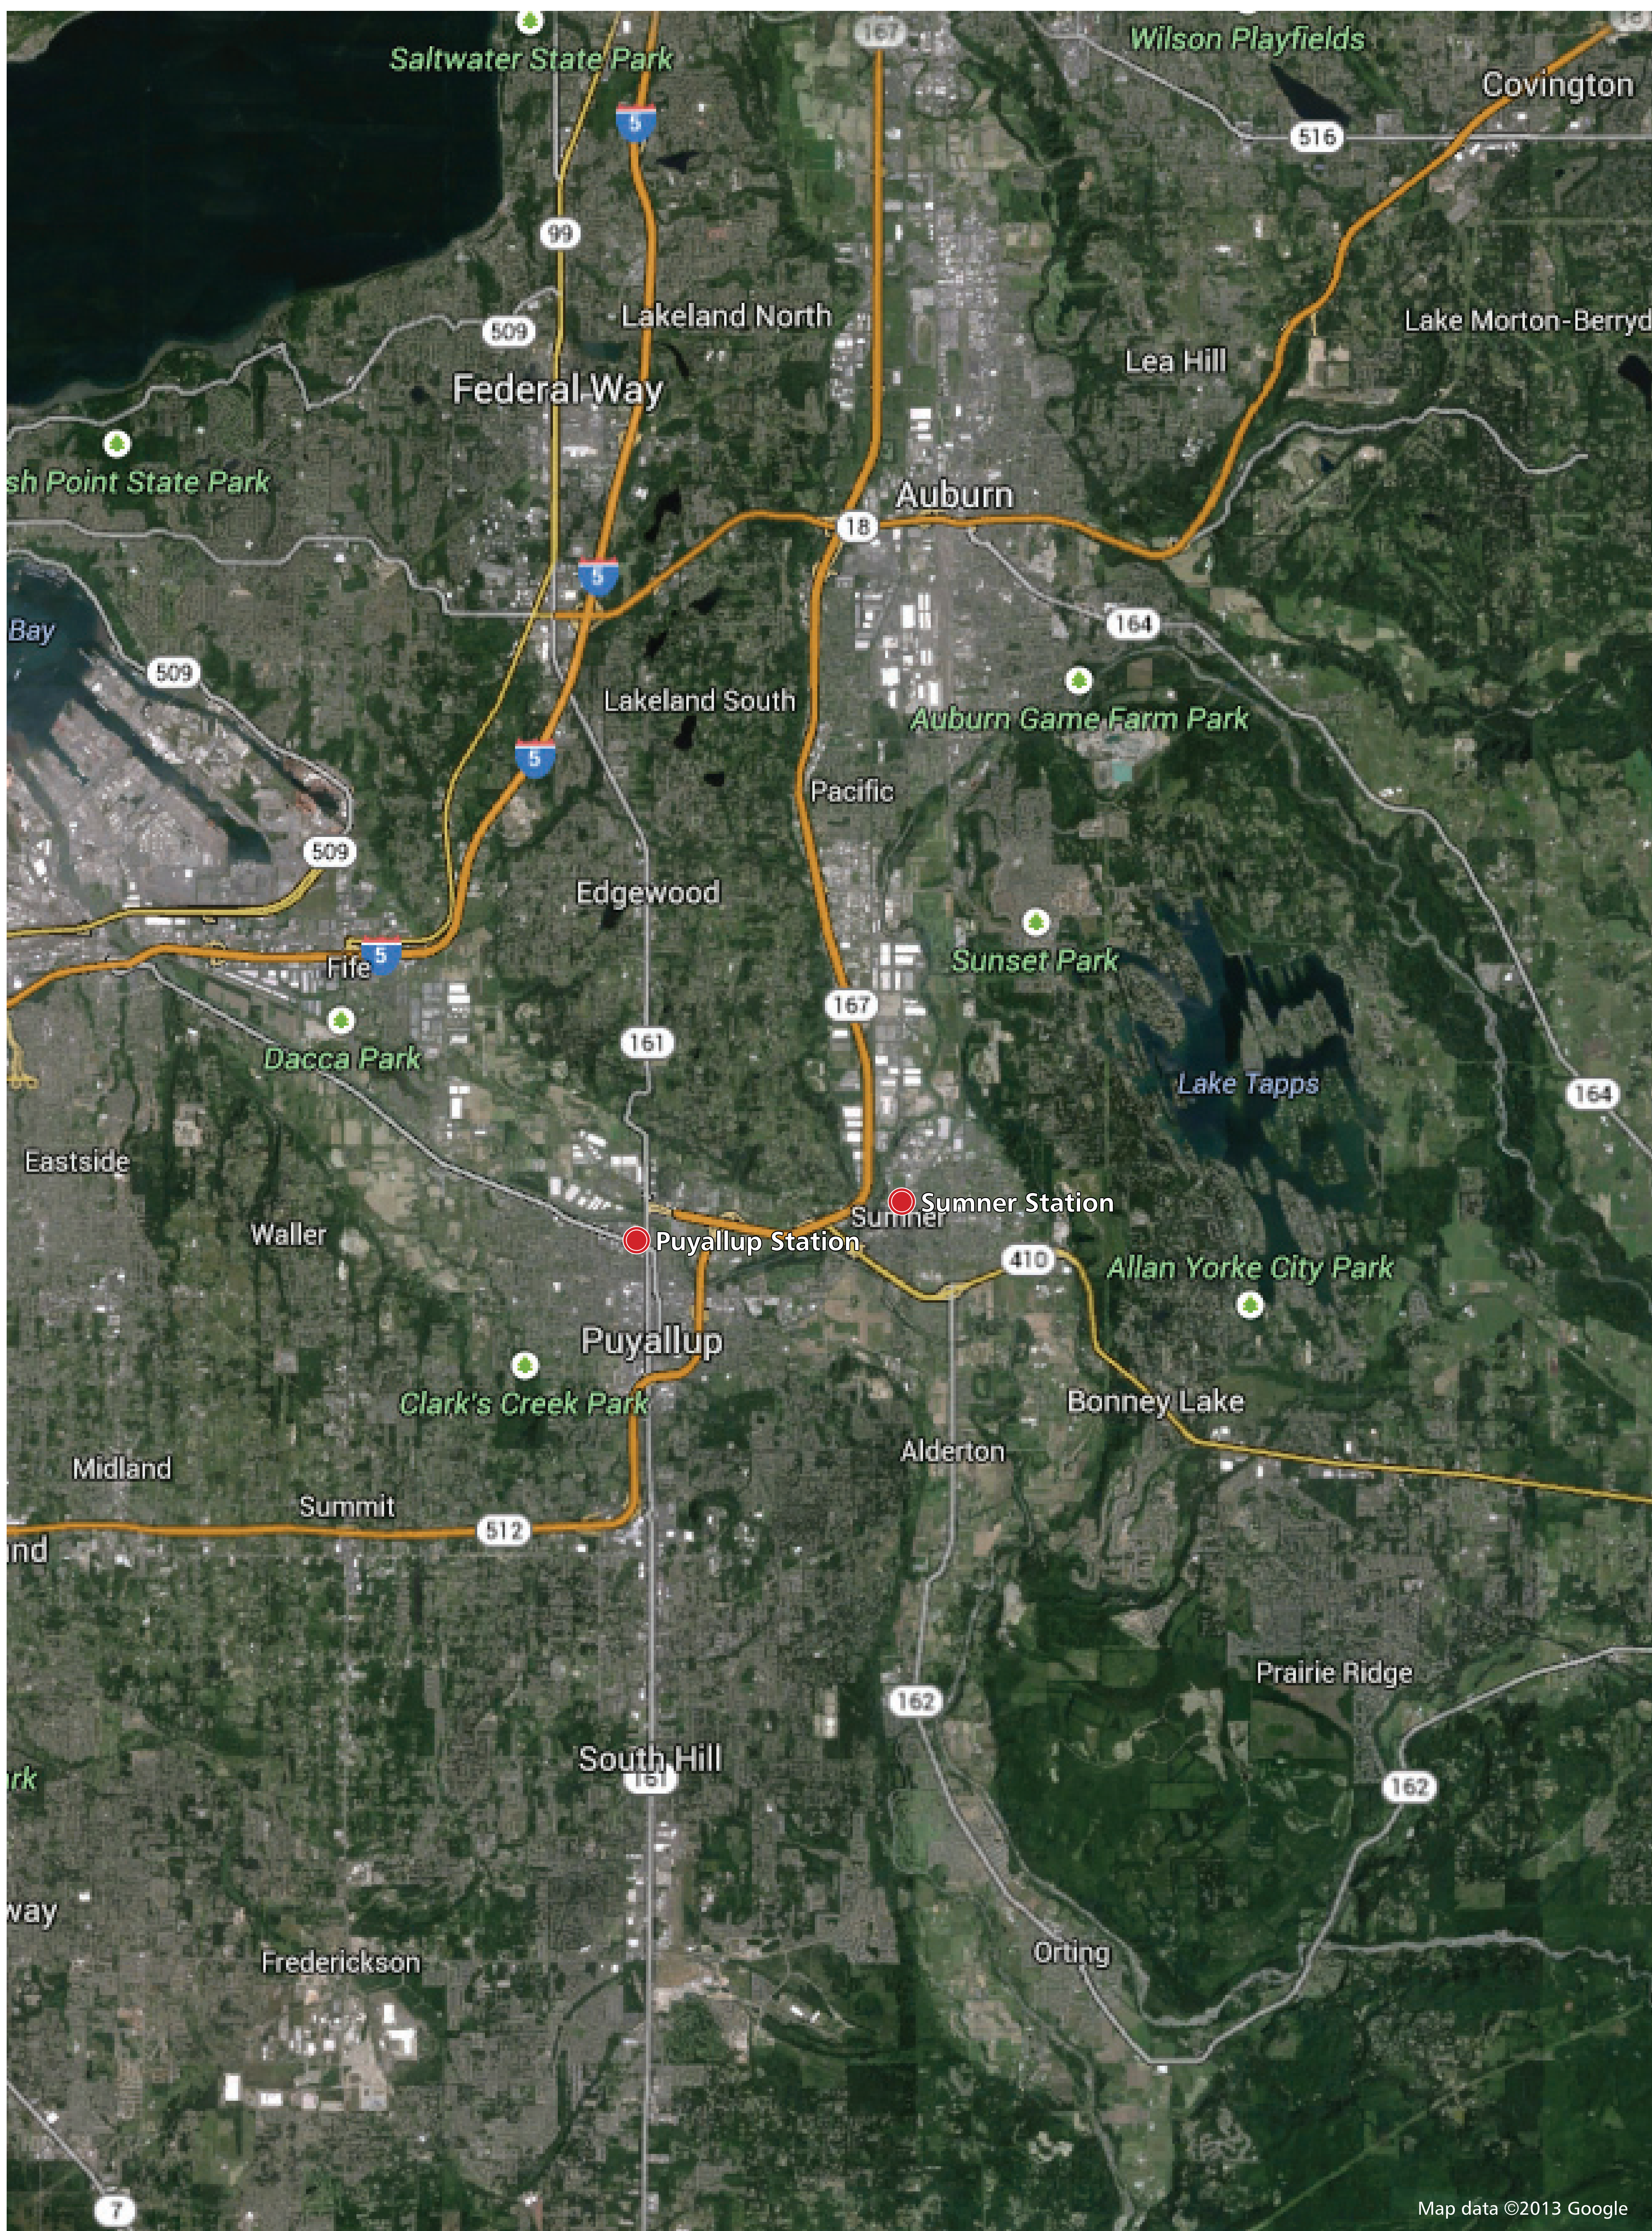 167
Wilson Playfields
Saltwater State Park
Covington
5
516
99
Lakeland North
509
Lake Morton-Berryd
Lea Hill
Federal Way
sh Point State Park
Auburn
18
5
Bay
164
509
Lakeland South
Auburn Game Farm Park
5
Pacific
509
Edgewood
5
Fife
Sunset Park
167
161
Dacca Park
Lake Tapps
164
Eastside
Sumner Station
Sumner
Waller
Puyallup Station
410
Allan Yorke City Park
Puyallup
Clark's Creek Park
Bonney Lake
Alderton
Midland
Summit
512
ind
Prairie Ridge
162
South Hill
161
rk
162
way
Orting
Frederickson
7
Map data ©2013 Google